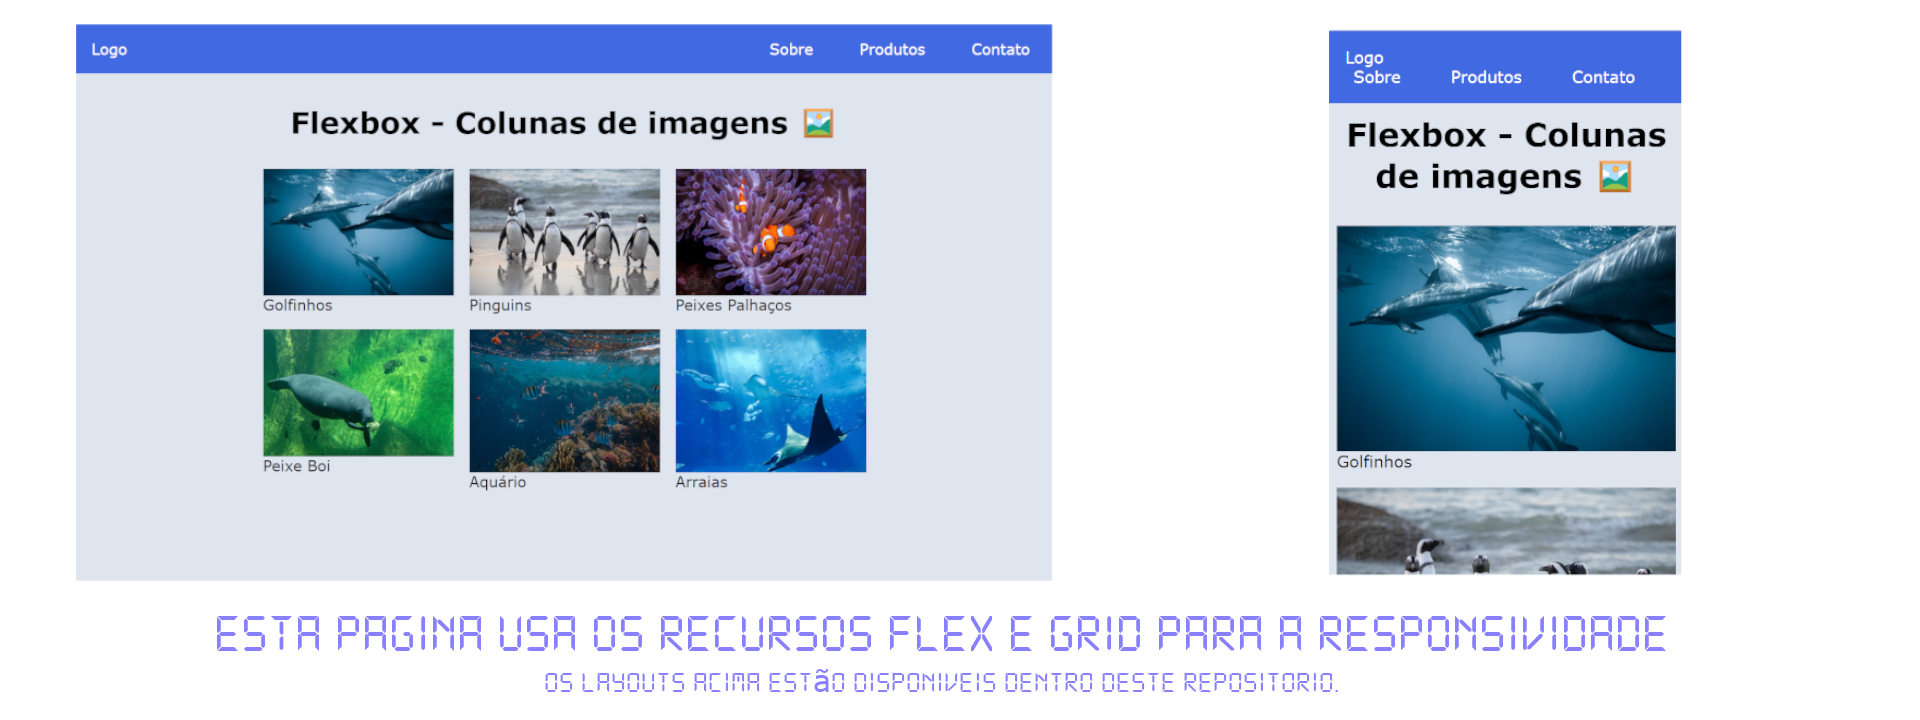 Logo Sobre Produtos Contato
Flexbox - Colunas de imagens 🖼️
Golfinhos Pinguins Peixes Palhaços
Peixe Boi Aquário Arraias
Logo
Sobre Produtos Contato
Flexbox - Colunas
de imagens 🖼️
Golfinhos
ESTA PAGINA USA OS RECURSOS FLEX E GRID PARA A RESPONSIVIDADE
OS LAYOUTS ACIMA ESTÃO DISPONIVEIS DENTRO DESTE REPOSITORIO.